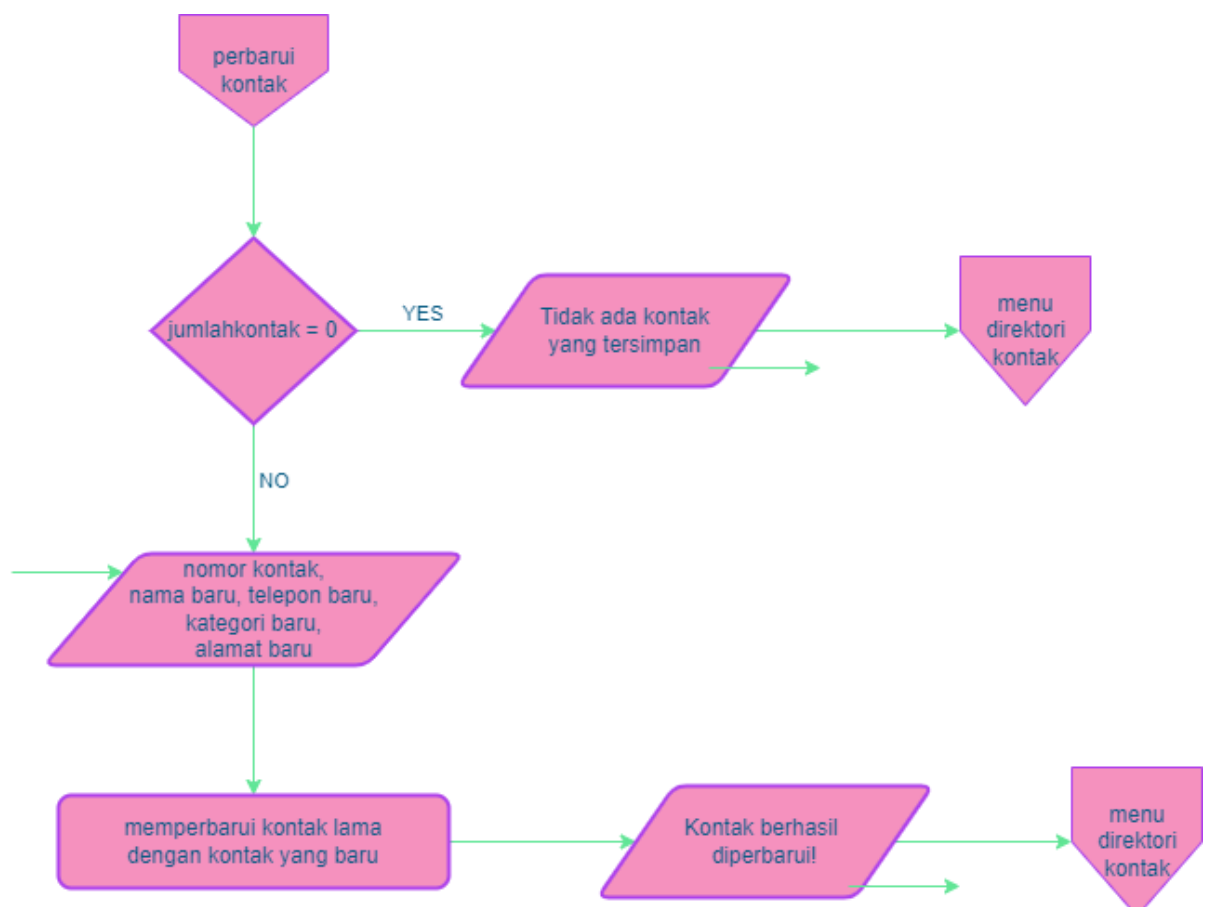 perbarui
kontak
jumlahkontak = 0
YES
Tidak ada kontak
yang tersimpan
menu
direktori
kontak
NO
nomor kontak,
nama baru, telepon baru,
kategori baru,
alamat baru
memperbarui kontak lama
dengan kontak yang baru
Kontak berhasil
diperbarui!
menu
direktori
kontak